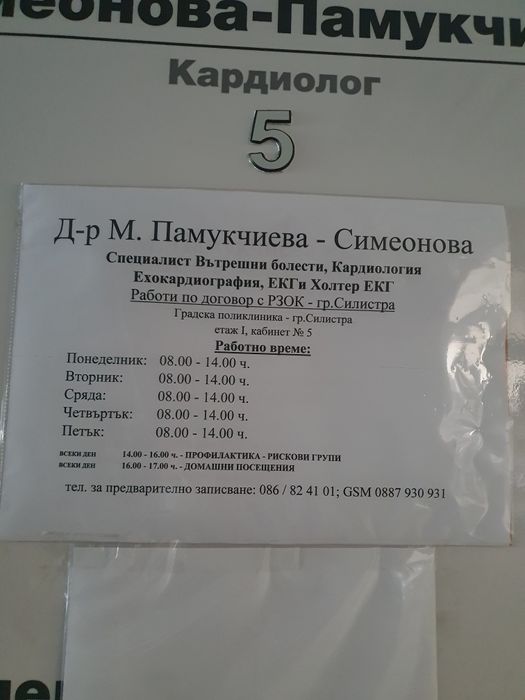 Кардиолог
5
Д-р М. Памукчиева - Симеонова
Специалист Вътрешни болести, Кардиология
Ехокардиография, ЕКГи Холтер ЕКГ
Работи по договор с РЗОК - гр.Силистра
Градска поликлиника - гр.Силистра
етаж I, кабинет № 5
Работно време:
Понеделник: 08.00 - 14.00 ч.
Вторник: 08.00 - 14.00 ч.
Сряда: 08.00 - 14.00 ч.
Четвъртък: 08.00 - 14.00 ч.
Петък: 08.00 - 14.00 ч.
ВСЕКИ ДЕН 14.00 - 16.00 ч. - ПРОФИЛАКТИКА - РИСКОВИ ГРУПИ
ВСЕКИ ДЕН 16.00 - 17.00 ч. - ДОМАШНИ ПОСЕЩЕНИЯ
тел. за предварително записване: 086 / 82 41 01; GSM 0887 930 931